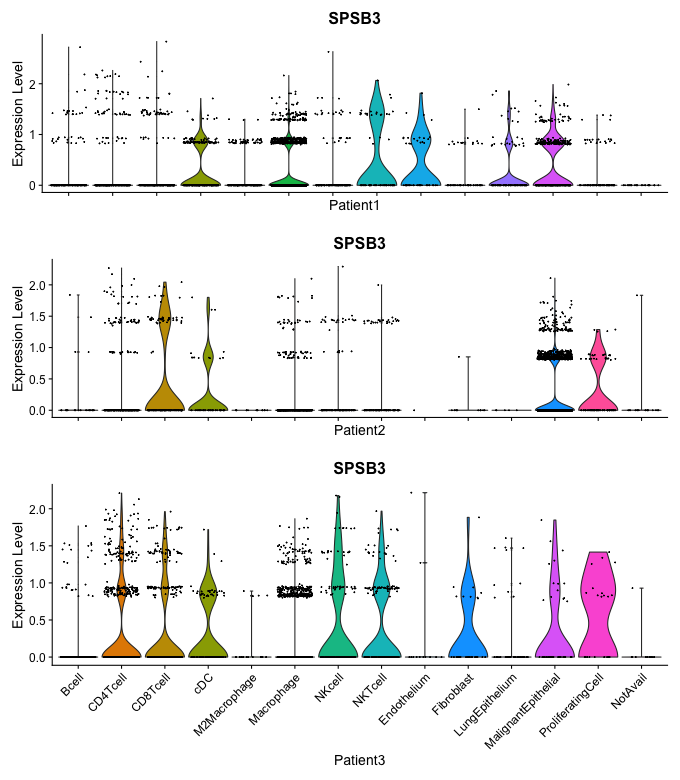 SPSB3
Expression Level
2
1
0
Patient1
SPSB3
Expression Level
2.0
1.5
1.0
0.5
0.0
Patient2
SPSB3
Expression Level
2.0
1.5
1.0
0.5
0.0
Bcell
CD4Tcell
CD8Tcell
cDC
M2Macrophage
Macrophage
NKcell
NKTcell
Endothelium
Fibroblast
LungEpithelium
MalignantEpithelial
ProliferatingCell
NotAvail
Patient3